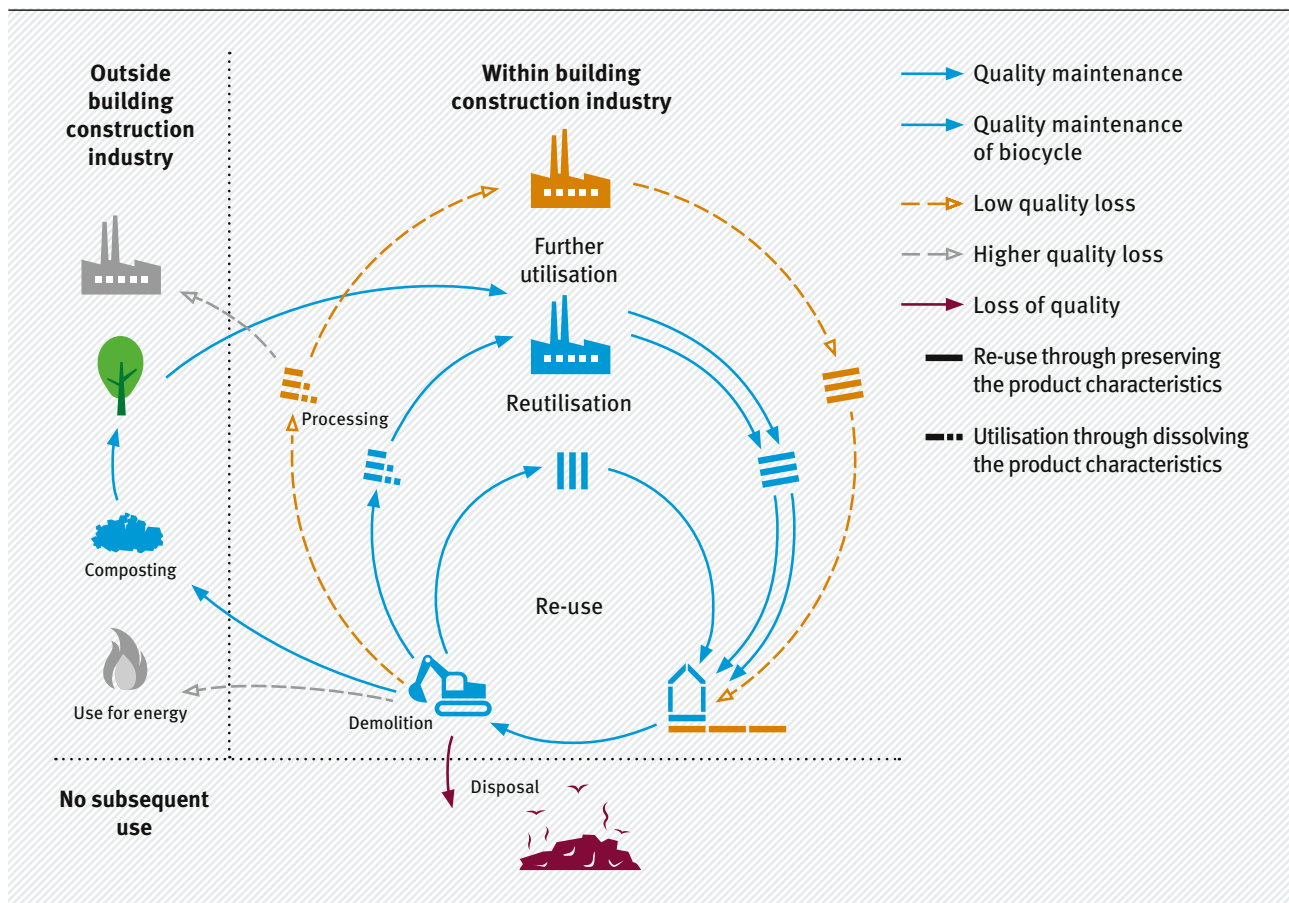 Outside
building
construction
industry
Within building
construction industry
Quality maintenance
Quality maintenance
of biocycle
Low quality loss
Higher quality loss
Loss of quality
Re-use through preserving
the product characteristics
Utilisation through dissolving
the product characteristics
Further
utilisation
Reutilisation
Processing
Composting
Re-use
Use for energy
Demolition
Disposal
No subsequent
use